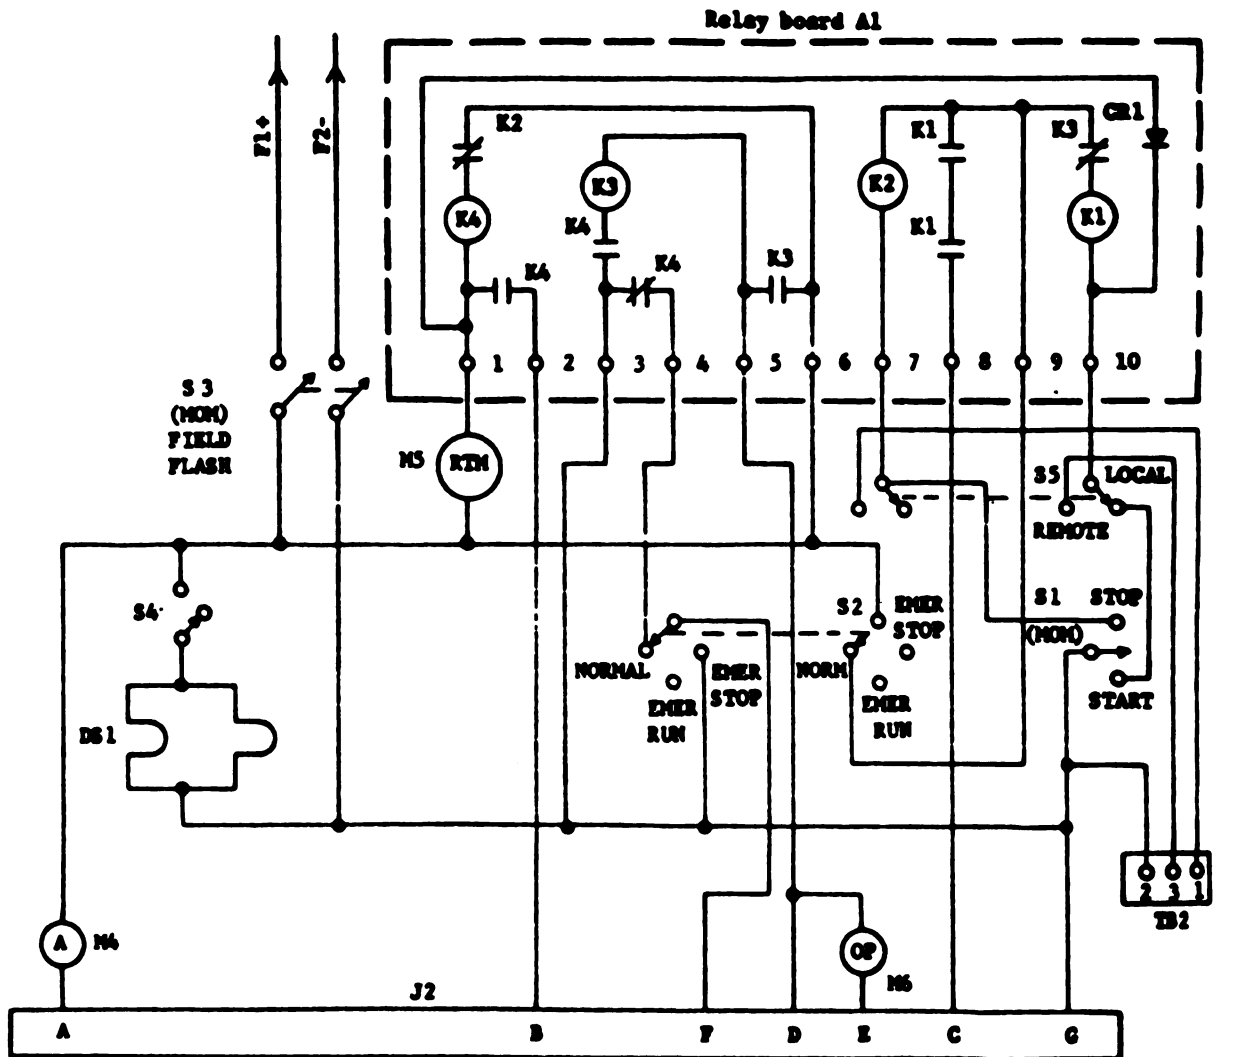 Relay board A1
F1+
F2-
K2
K1
K3
CR1
K3
K2
K4
K4
K1
K1
K4
K4
K3
1
2
3
4
5
6
7
8
9
10
S3
(MOM)
FIELD
FLASH
M5
RTM
S5
LOCAL
REMOTE
S4
S2
EMER
STOP
S1
STOP
(MOM)
NORMAL
EMER
STOP
NORM
EMER
RUN
EMER
RUN
START
DS1
2
3
1
TB2
A
M4
OP
M6
J2
A
B
F
D
E
C
G